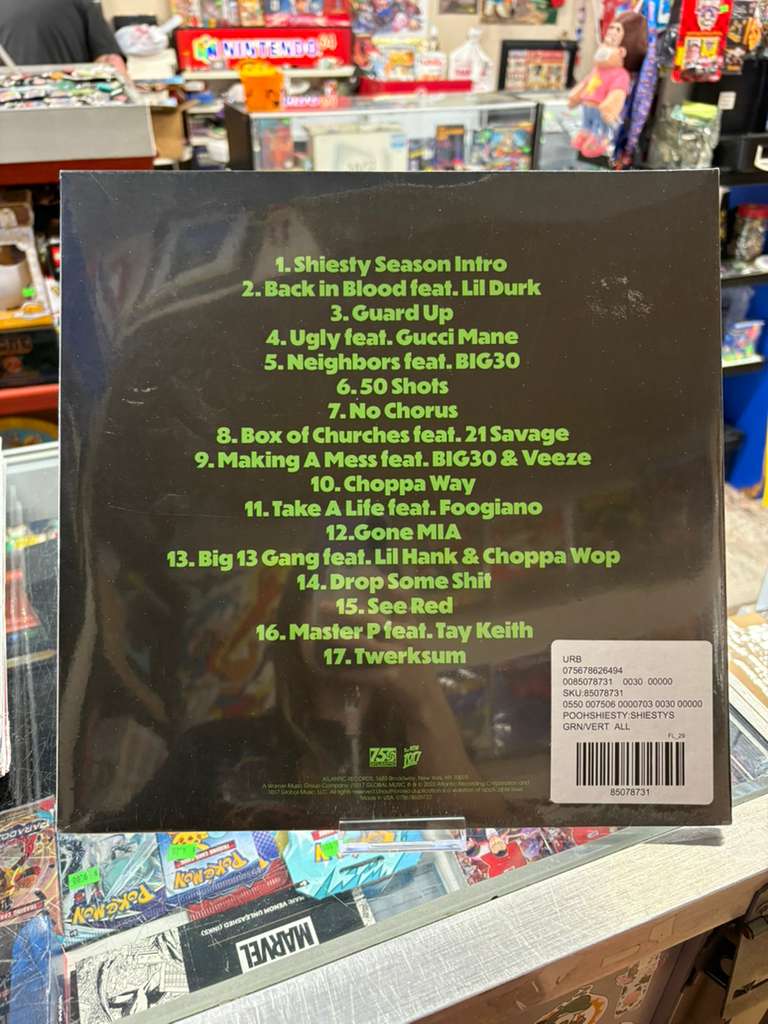 NINTENDO 64
1. Shiesty Season Intro
2. Back in Blood feat. Lil Durk
3. Guard Up
4. Ugly feat. Gucci Mane
5. Neighbors feat. BIG30
6. 50 Shots
7. No Chorus
8. Box of Churches feat. 21 Savage
9. Making A Mess feat. BIG30 & Veeze
10. Choppa Way
11. Take A Life feat. Foogiano
12.Gone MIA
13. Big 13 Gang feat. Lil Hank & Choppa Wop
14. Drop Some Shit
15. See Red
16. Master P feat. Tay Keith
17. Twerksum
URB
075678626494
0085078731 0030 00000
SKU:85078731
0550 007506 0000703 0030 00000
POOHSHIESTY:SHIESTYS
GRN/VERT ALL
FL_29
85078731
75
1017
POKÉMON
POKÉMON
MARVEL